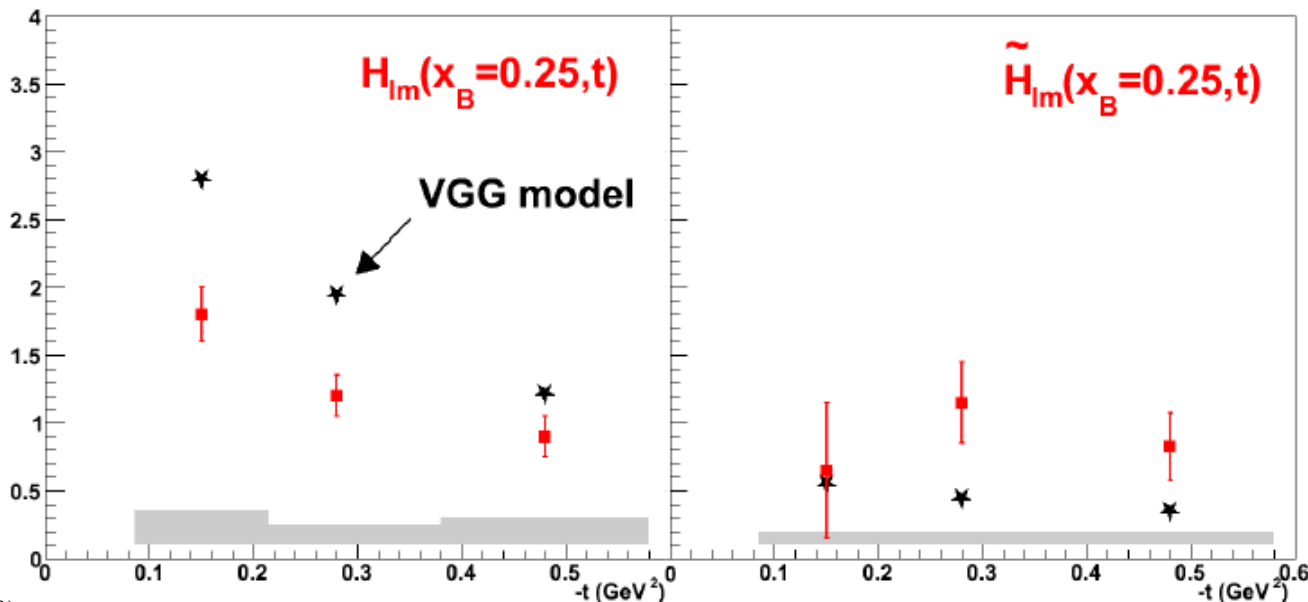 4
3.5
3
2.5
2
1.5
1
0.5
0
H_Im(x_B=0.25,t)
VGG model
0 0.1 0.2 0.3 0.4 0.5
-t (GeV²)
H̃_Im(x_B=0.25,t)
0 0.1 0.2 0.3 0.4 0.5 0.6
-t (GeV²)